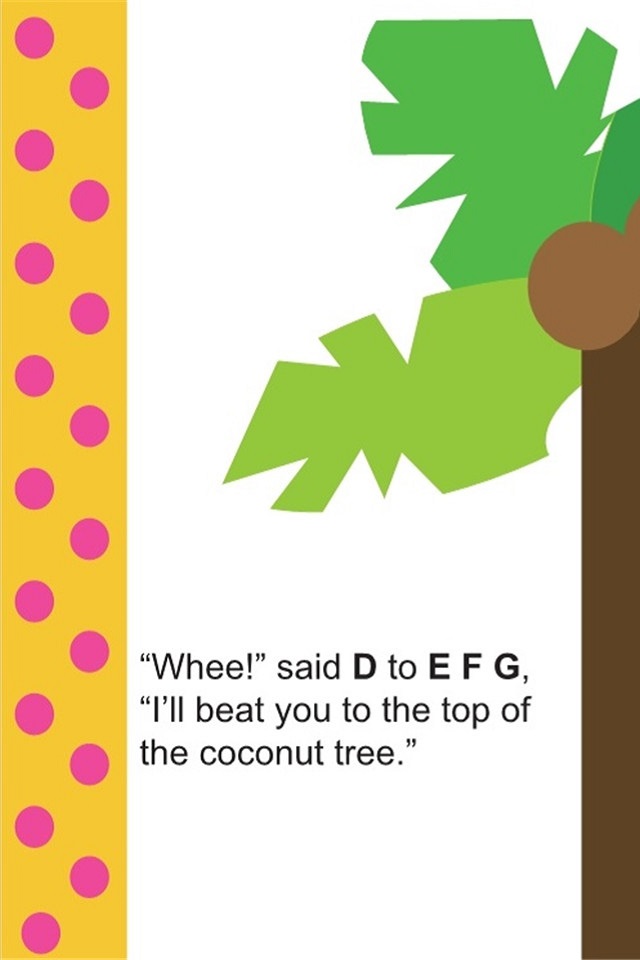 “Whee!” said D to E F G,
“I’ll beat you to the top of
the coconut tree.”